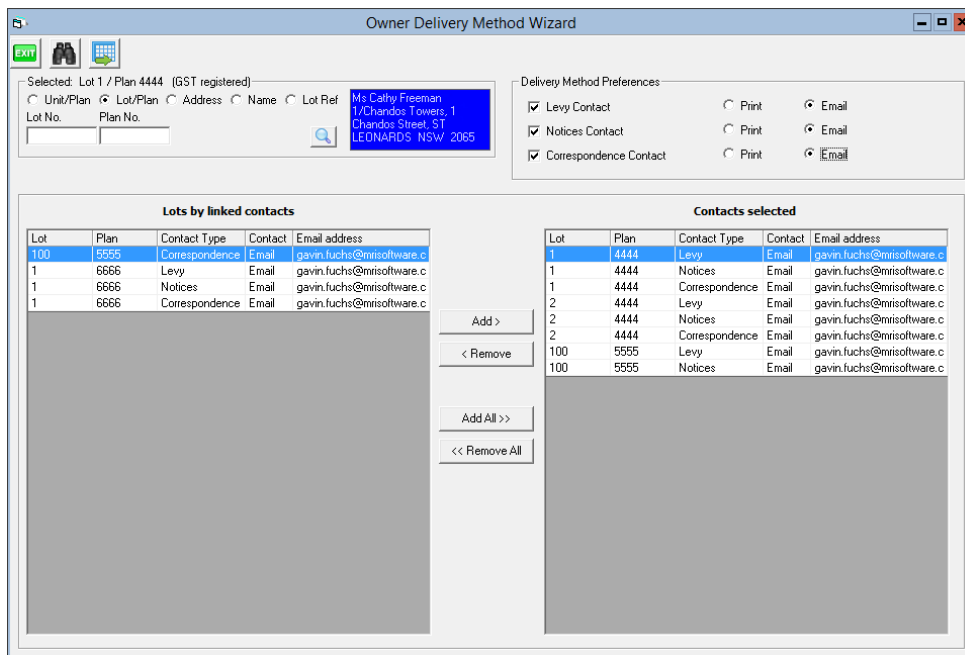 Owner Delivery Method Wizard
EXIT
Selected: Lot 1 / Plan 4444 (GST registered)
Unit/Plan Lot/Plan Address Name Lot Ref
Lot No. Plan No.
Ms Cathy Freeman
1/Chandos Towers, 1
Chandos Street, ST
LEONARDS NSW 2065
Delivery Method Preferences
Levy Contact Print Email
Notices Contact Print Email
Correspondence Contact Print Email
Lots by linked contacts
Lot Plan Contact Type Contact Email address
100 5555 Correspondence Email gavin.fuchs@mrisoftware.c
1 6666 Levy Email gavin.fuchs@mrisoftware.c
1 6666 Notices Email gavin.fuchs@mrisoftware.c
1 6666 Correspondence Email gavin.fuchs@mrisoftware.c
Add >
< Remove
Add All >>
<< Remove All
Contacts selected
Lot Plan Contact Type Contact Email address
1 4444 Levy Email gavin.fuchs@mrisoftware.c
1 4444 Notices Email gavin.fuchs@mrisoftware.c
1 4444 Correspondence Email gavin.fuchs@mrisoftware.c
2 4444 Levy Email gavin.fuchs@mrisoftware.c
2 4444 Notices Email gavin.fuchs@mrisoftware.c
2 4444 Correspondence Email gavin.fuchs@mrisoftware.c
100 5555 Levy Email gavin.fuchs@mrisoftware.c
100 5555 Notices Email gavin.fuchs@mrisoftware.c